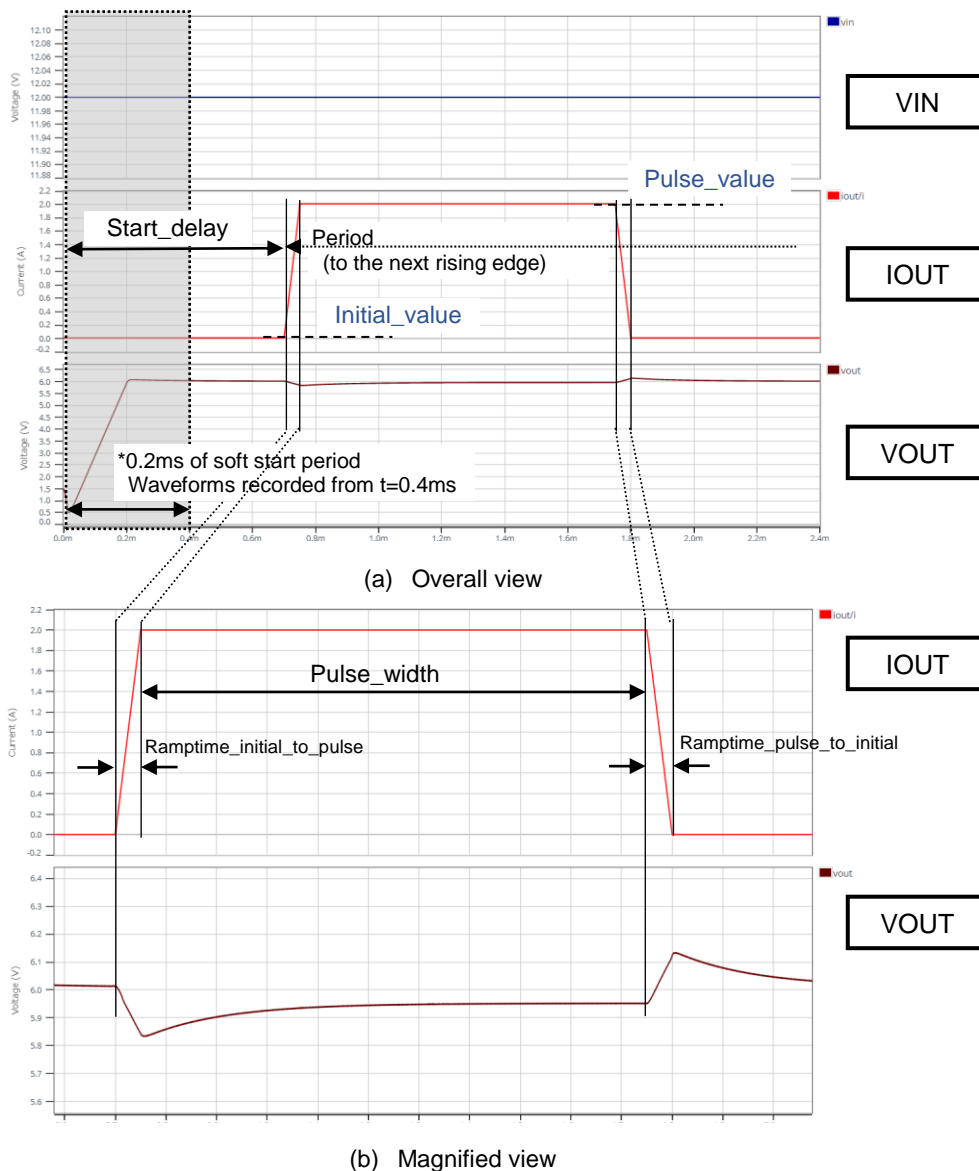 vin
12.10
12.08
12.06
12.04
12.02
12.00
11.98
11.96
11.94
11.92
11.90
11.88
Voltage (V)
VIN
iout/i
2.2
2.0
1.8
1.6
1.4
1.2
1.0
0.8
0.6
0.4
0.2
0.0
-0.2
Current (A)
Pulse_value
Start_delay
Period
(to the next rising edge)
Initial_value
IOUT
vout
6.5
6.0
5.5
5.0
4.5
4.0
3.5
3.0
2.5
2.0
1.5
1.0
0.5
0.0
Voltage (V)
*0.2ms of soft start period
Waveforms recorded from t=0.4ms
VOUT
0.0m 0.2m 0.4m 0.6m 0.8m 1.0m 1.2m 1.4m 1.6m 1.8m 2.0m 2.2m 2.4m
(a) Overall view
iout/i
2.2
2.0
1.8
1.6
1.4
1.2
1.0
0.8
0.6
0.4
0.2
0.0
-0.2
Current (A)
Pulse_width
Ramptime_initial_to_pulse
Ramptime_pulse_to_initial
IOUT
vout
6.4
6.3
6.2
6.1
6.0
5.9
5.8
5.7
5.6
Voltage (V)
VOUT
(b) Magnified view